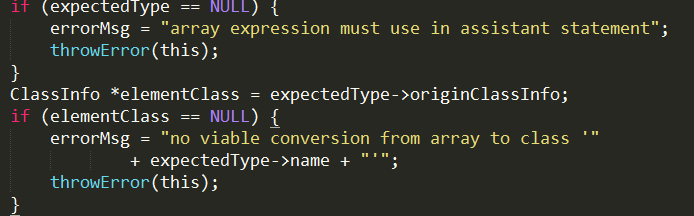 if (expectedType == NULL) {
errorMsg = "array expression must use in assistant statement";
throwError(this);
}
ClassInfo *elementClass = expectedType->originClassInfo;
if (elementClass == NULL) {
errorMsg = "no viable conversion from array to class '"
+ expectedType->name + "'";
throwError(this);
}